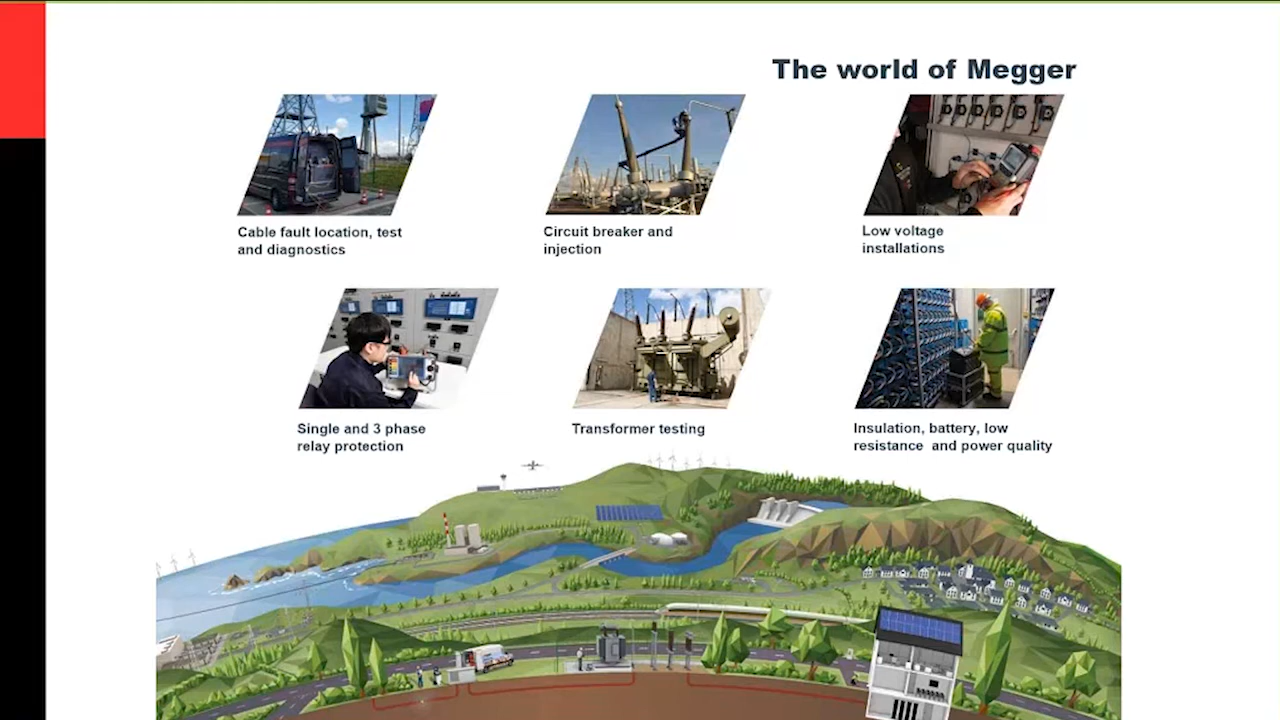 The world of Megger
Cable fault location, test
and diagnostics
Circuit breaker and
injection
Low voltage
installations
Single and 3 phase
relay protection
Transformer testing
Insulation, battery, low
resistance  and power quality